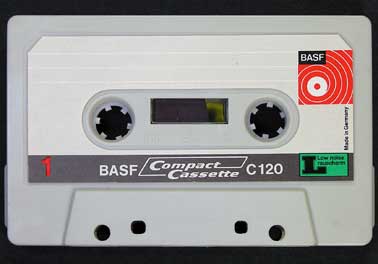 BASF
Made in Germany
1 BASF Compact Cassette C120
L Low noise
rauscharm